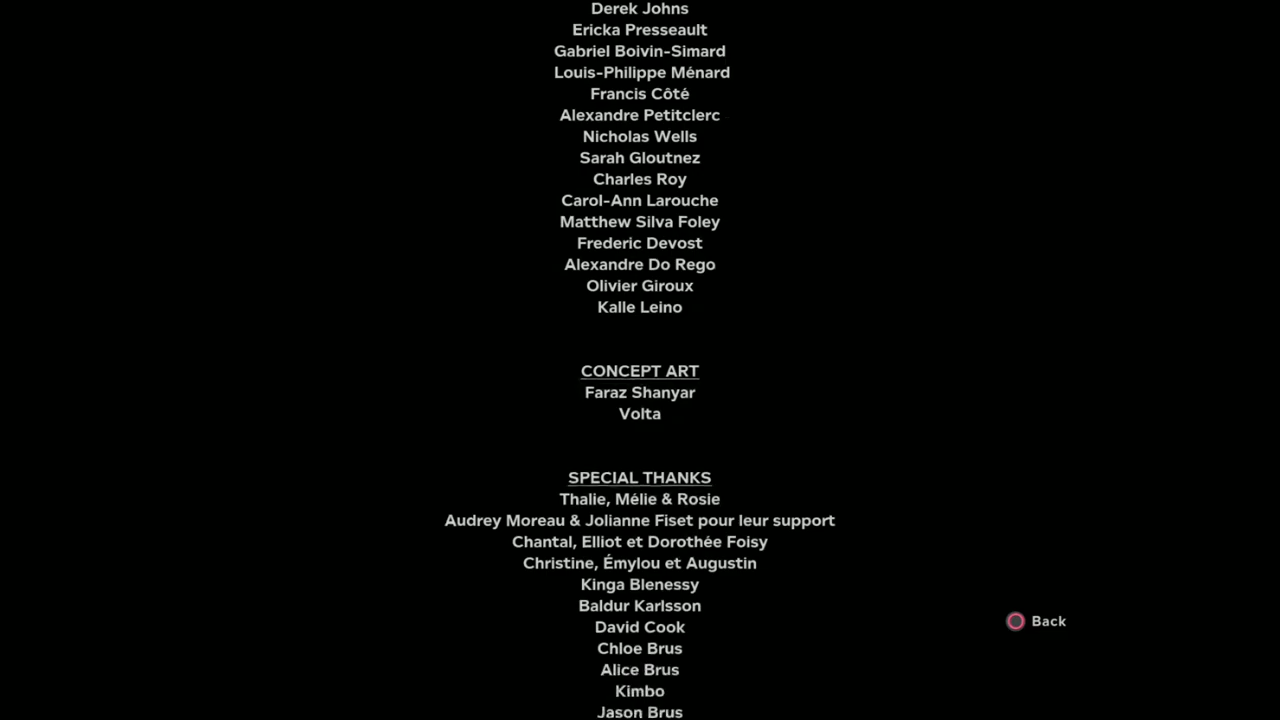 Derek Johns
Ericka Presseault
Gabriel Boivin-Simard
Louis-Philippe Ménard
Francis Côté
Alexandre Petitclerc
Nicholas Wells
Sarah Gloutnez
Charles Roy
Carol-Ann Larouche
Matthew Silva Foley
Frederic Devost
Alexandre Do Rego
Olivier Giroux
Kalle Leino
CONCEPT ART
Faraz Shanyar
Volta
SPECIAL THANKS
Thalie, Mélie & Rosie
Audrey Moreau & Jolianne Fiset pour leur support
Chantal, Elliot et Dorothée Foisy
Christine, Émylou et Augustin
Kinga Blenessy
Baldur Karlsson
David Cook
Chloe Brus
Alice Brus
Kimbo
Jason Brus
Back